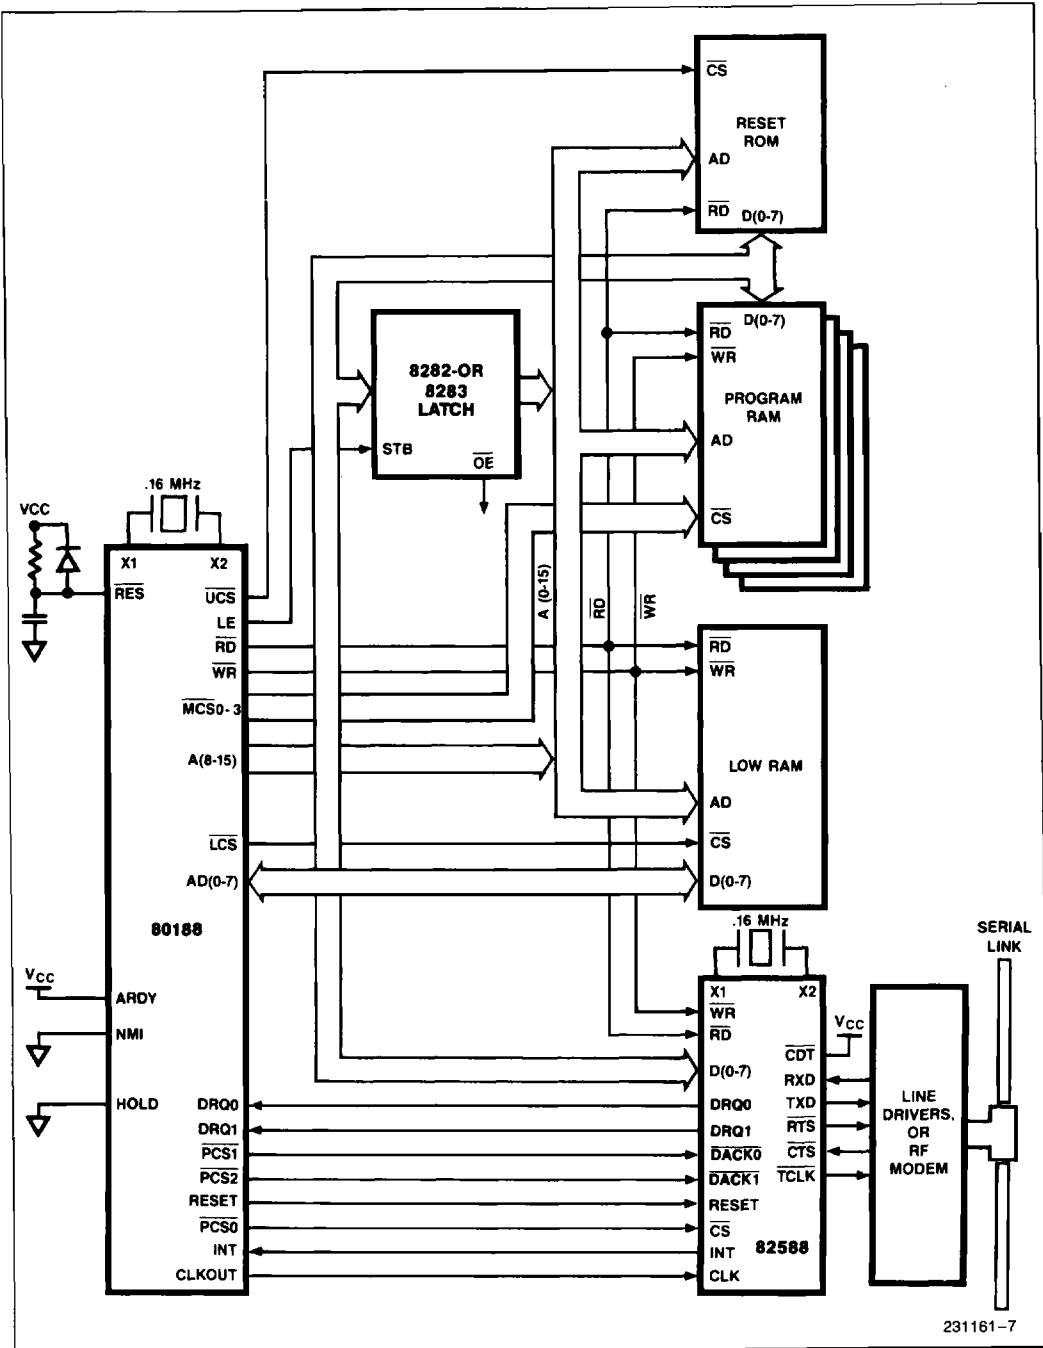 CS
RESET
ROM
AD
RD
D(0-7)
D(0-7)
RD
WR
PROGRAM
RAM
AD
CS
8282-OR
8283
LATCH
STB
OE
.16 MHz
VCC
X1
X2
RES
UCS
LE
RD
WR
MCS0-3
A(8-15)
LCS
AD(0-7)
80188
VCC
ARDY
NMI
HOLD
DRQ0
DRQ1
PCS1
PCS2
RESET
PCS0
INT
CLKOUT
A (0-15)
RD
WR
RD
WR
LOW RAM
AD
CS
D(0-7)
.16 MHz
X1
X2
WR
RD
D(0-7)
DRQ0
DRQ1
DACK0
DACK1
RESET
CS
INT
CLK
82588
VCC
CDT
RXD
TXD
RTS
CTS
TCLK
LINE
DRIVERS,
OR
RF
MODEM
SERIAL
LINK
231161-7